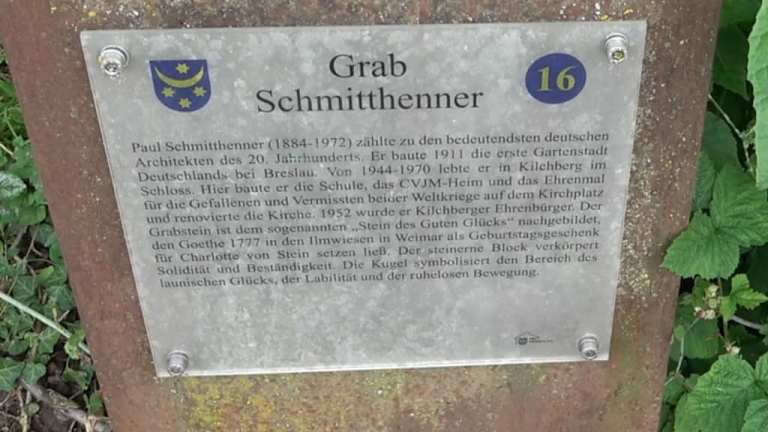 Grab
Schmitthenner
16
Paul Schmitthenner (1884-1972) zählte zu den bedeutendsten deutschen
Architekten des 20. Jahrhunderts. Er baute 1911 die erste Gartenstadt
Deutschlands bei Breslau. Von 1944-1970 lebte er in Kilchberg im
Schloss. Hier baute er die Schule, das CVJM-Heim und das Ehrenmal
für die Gefallenen und Vermissten beider Weltkriege auf dem Kirchplatz
und renovierte die Kirche. 1952 wurde er Kilchberger Ehrenbürger. Der
Grabstein ist dem sogenannten „Stein des Guten Glücks" nachgebildet,
den Goethe 1777 in den Ilmwiesen in Weimar als Geburtstagsgeschenk
für Charlotte von Stein setzen ließ. Der steinerne Block verkörpert
Solidität und Beständigkeit. Die Kugel symbolisiert den Bereich des
launischen Glücks, der Labilität und der ruhelosen Bewegung.